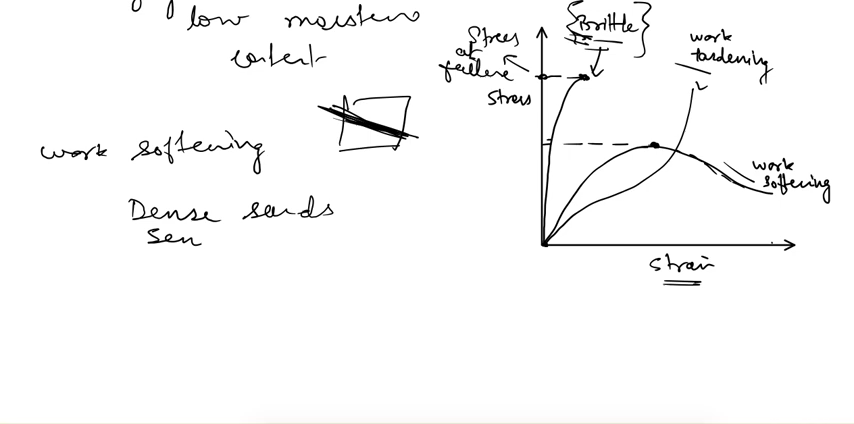 low moisture
content
work softening
Dense sands
Sen
Stress
at
failure
Stress
{Brittle}
work
hardening
work
softening
Strain